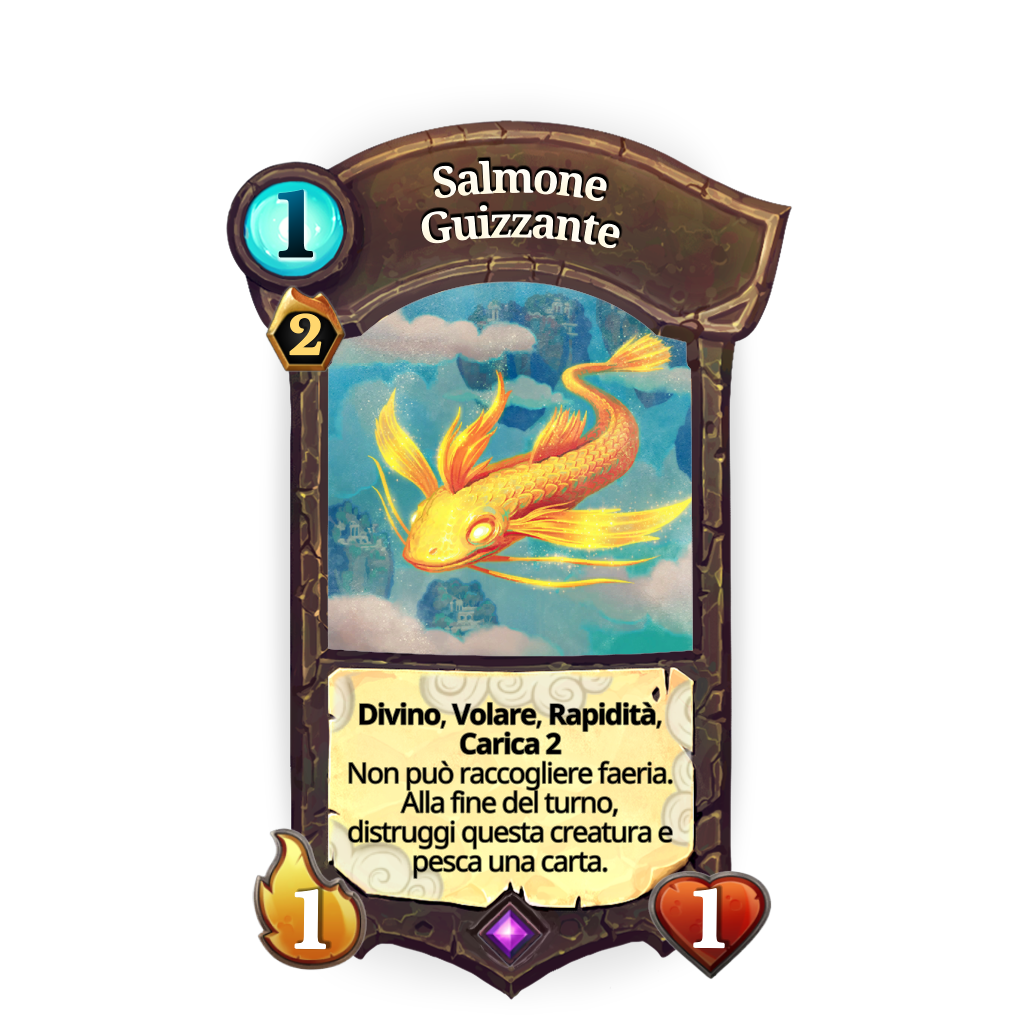 Salmone
Guizzante
1
2
Divino, Volare, Rapidità,
Carica 2
Non può raccogliere faeria.
Alla fine del turno,
distruggi questa creatura e
pesca una carta.
1
1